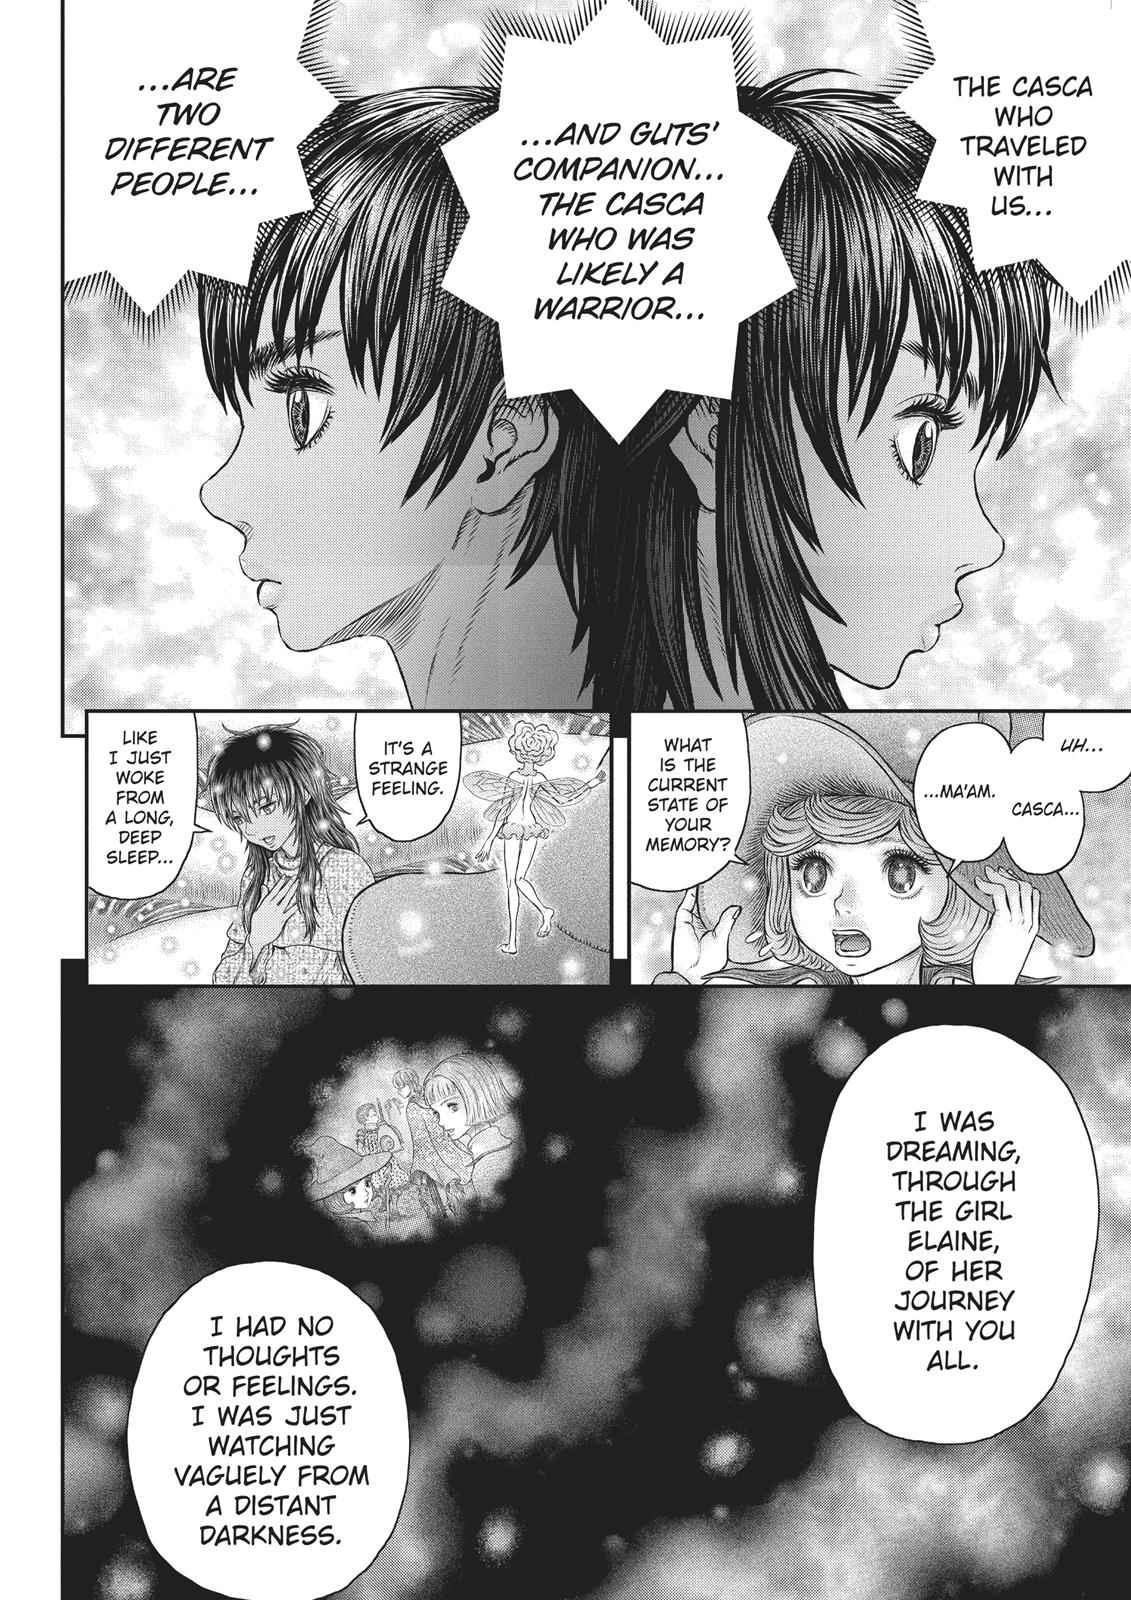 THE CASCA
WHO
TRAVELED
WITH
US...
...AND GUTS'
COMPANION...
THE CASCA
WHO WAS
LIKELY A
WARRIOR...
...ARE
TWO
DIFFERENT
PEOPLE...
UH...
CASCA...
...MA'AM.
WHAT
IS THE
CURRENT
STATE OF
YOUR
MEMORY?
IT'S A
STRANGE
FEELING.
LIKE
I JUST
WOKE
FROM
A LONG,
DEEP
SLEEP...
I WAS
DREAMING,
THROUGH
THE GIRL
ELAINE,
OF HER
JOURNEY
WITH YOU
ALL.
I HAD NO
THOUGHTS
OR FEELINGS.
I WAS JUST
WATCHING
VAGUELY FROM
A DISTANT
DARKNESS.